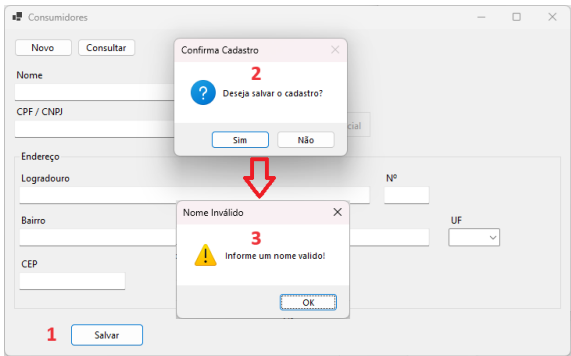 Consumidores
Novo Consultar
Confirma Cadastro
Nome
2
Deseja salvar o cadastro?
CPF / CNPJ
cial
Sim Não
Endereço
Logradouro Nº
Nome Inválido
Bairro UF
3
Informe um nome valido!
CEP
OK
1 Salvar